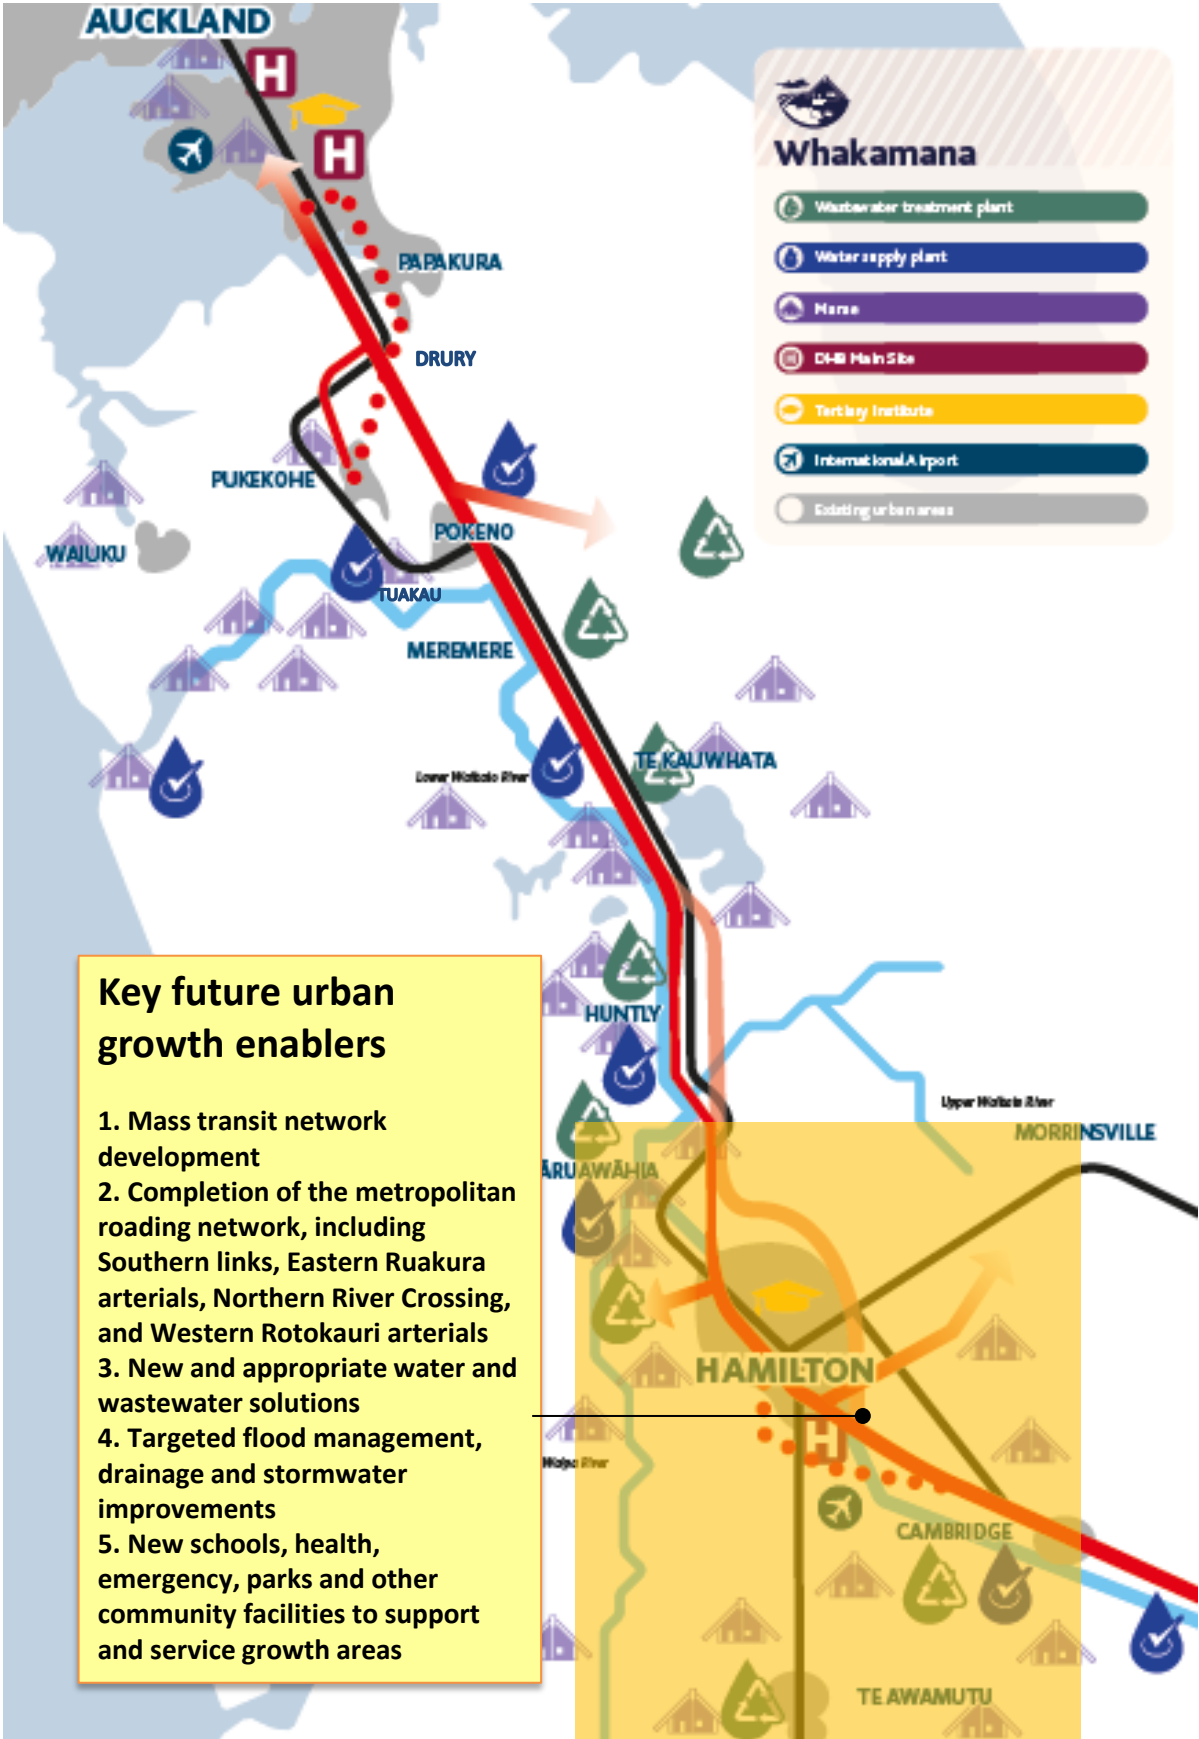 AUCKLAND
H
H
Whakamana
Wastewater treatment plant
Water supply plant
Marae
DHB Main Site
Tertiary Institute
International Airport
Existing urban areas
PAPAKURA
DRURY
PUKEKOHE
POKENO
WAIUKU
TUAKAU
MEREMERE
TE KAUWHATA
Lower Waikato River
HUNTLY
Upper Waikato River
MORRINSVILLE
ĀRUAWĀHIA
HAMILTON
H
Waipa River
CAMBRIDGE
TE AWAMUTU
Key future urban
growth enablers
1. Mass transit network
development
2. Completion of the metropolitan
roading network, including
Southern links, Eastern Ruakura
arterials, Northern River Crossing,
and Western Rotokauri arterials
3. New and appropriate water and
wastewater solutions
4. Targeted flood management,
drainage and stormwater
improvements
5. New schools, health,
emergency, parks and other
community facilities to support
and service growth areas